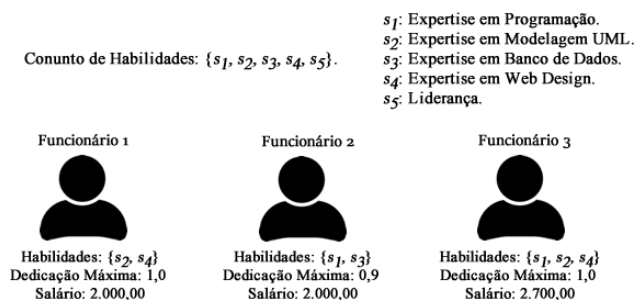 Conunto de Habilidades: {s1, s2, s3, s4, s5}.
s1: Expertise em Programação.
s2: Expertise em Modelagem UML.
s3: Expertise em Banco de Dados.
s4: Expertise em Web Design.
s5: Liderança.
Funcionário 1
Habilidades: {s2, s4}
Dedicação Máxima: 1,0
Salário: 2.000,00
Funcionário 2
Habilidades: {s1, s3}
Dedicação Máxima: 0,9
Salário: 2.000,00
Funcionário 3
Habilidades: {s1, s2, s4}
Dedicação Máxima: 1,0
Salário: 2.700,00